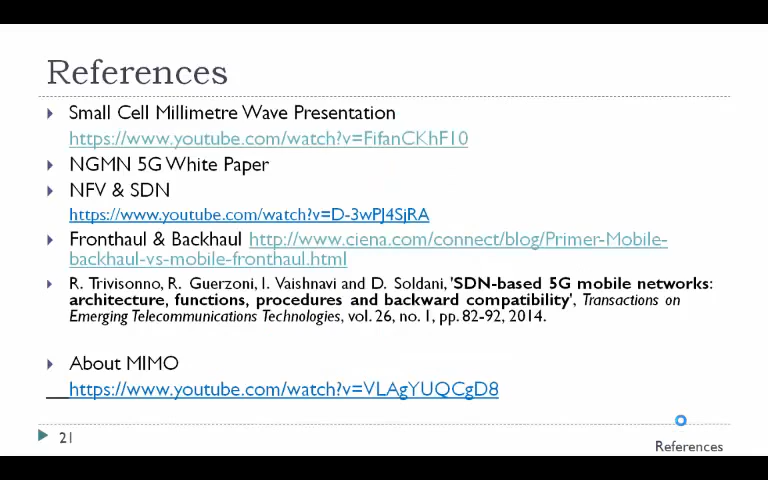 References
Small Cell Millimetre Wave Presentation
https://www.youtube.com/watch?v=FifanCKhF10
NGMN 5G White Paper
NFV & SDN
https://www.youtube.com/watch?v=D-3wPJ4SjRA
Fronthaul & Backhaul http://www.ciena.com/connect/blog/Primer-Mobile-
backhaul-vs-mobile-fronthaul.html
R. Trivisonno, R. Guerzoni, I. Vaishnavi and D. Soldani, 'SDN-based 5G mobile networks:
architecture, functions, procedures and backward compatibility', Transactions on
Emerging Telecommunications Technologies, vol. 26, no. 1, pp. 82-92, 2014.
About MIMO
https://www.youtube.com/watch?v=VLAgYUQCgD8
21
References